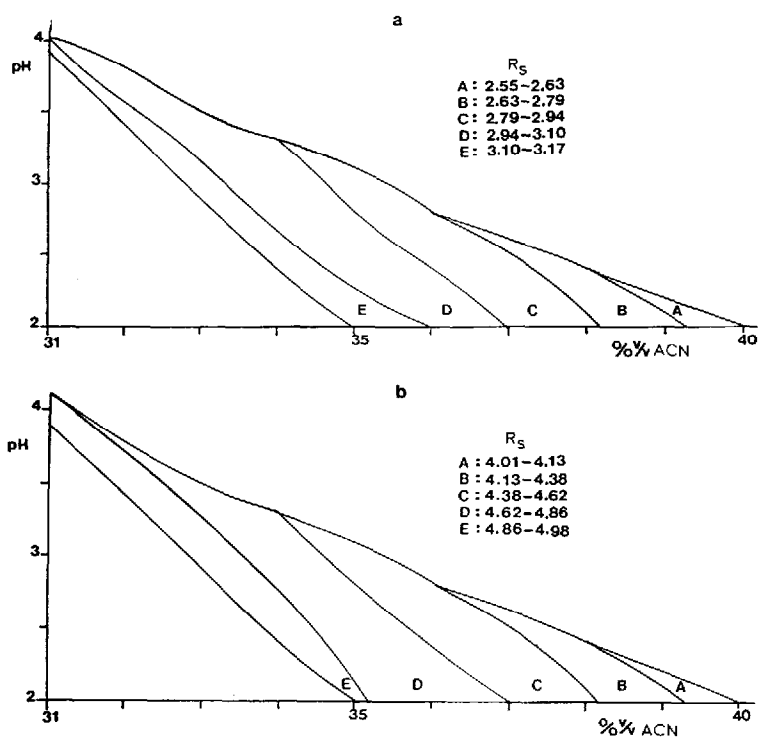 a
4
pH
3
2
R_S
A: 2.55-2.63
B: 2.63-2.79
C: 2.79-2.94
D: 2.94-3.10
E: 3.10-3.17
E D C B A
31 35 40
%v/v ACN
b
4
pH
3
2
R_S
A: 4.01-4.13
B: 4.13-4.38
C: 4.38-4.62
D: 4.62-4.86
E: 4.86-4.98
E D C B A
31 35 40
%v/v ACN